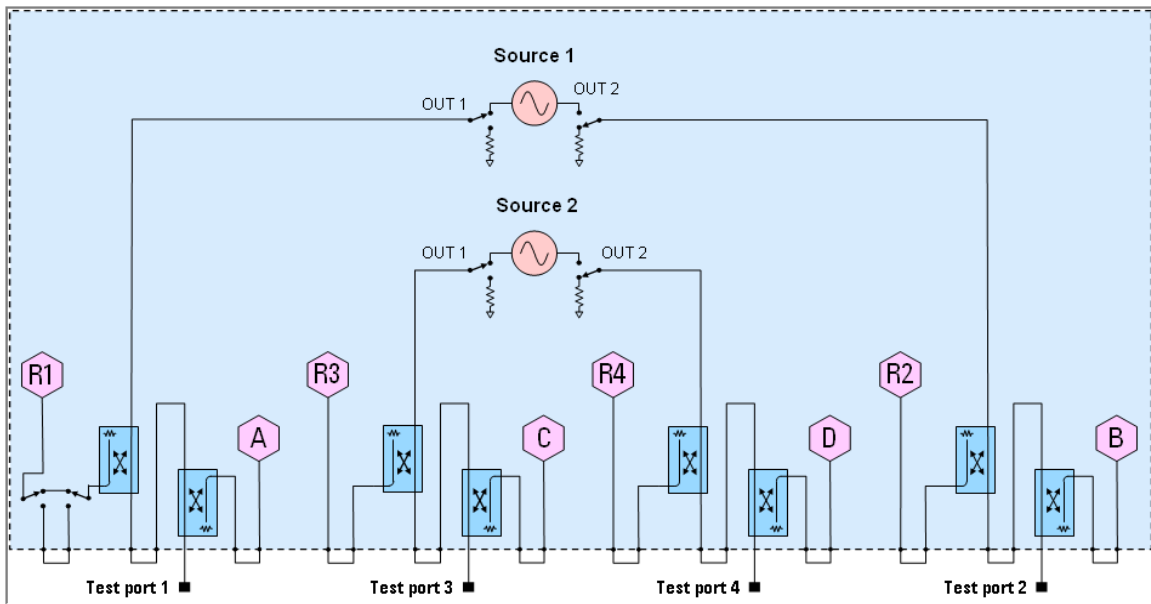 Source 1
OUT 1
OUT 2
Source 2
OUT 1
OUT 2
R1
R3
R4
R2
A
C
D
B
Test port 1
Test port 3
Test port 4
Test port 2